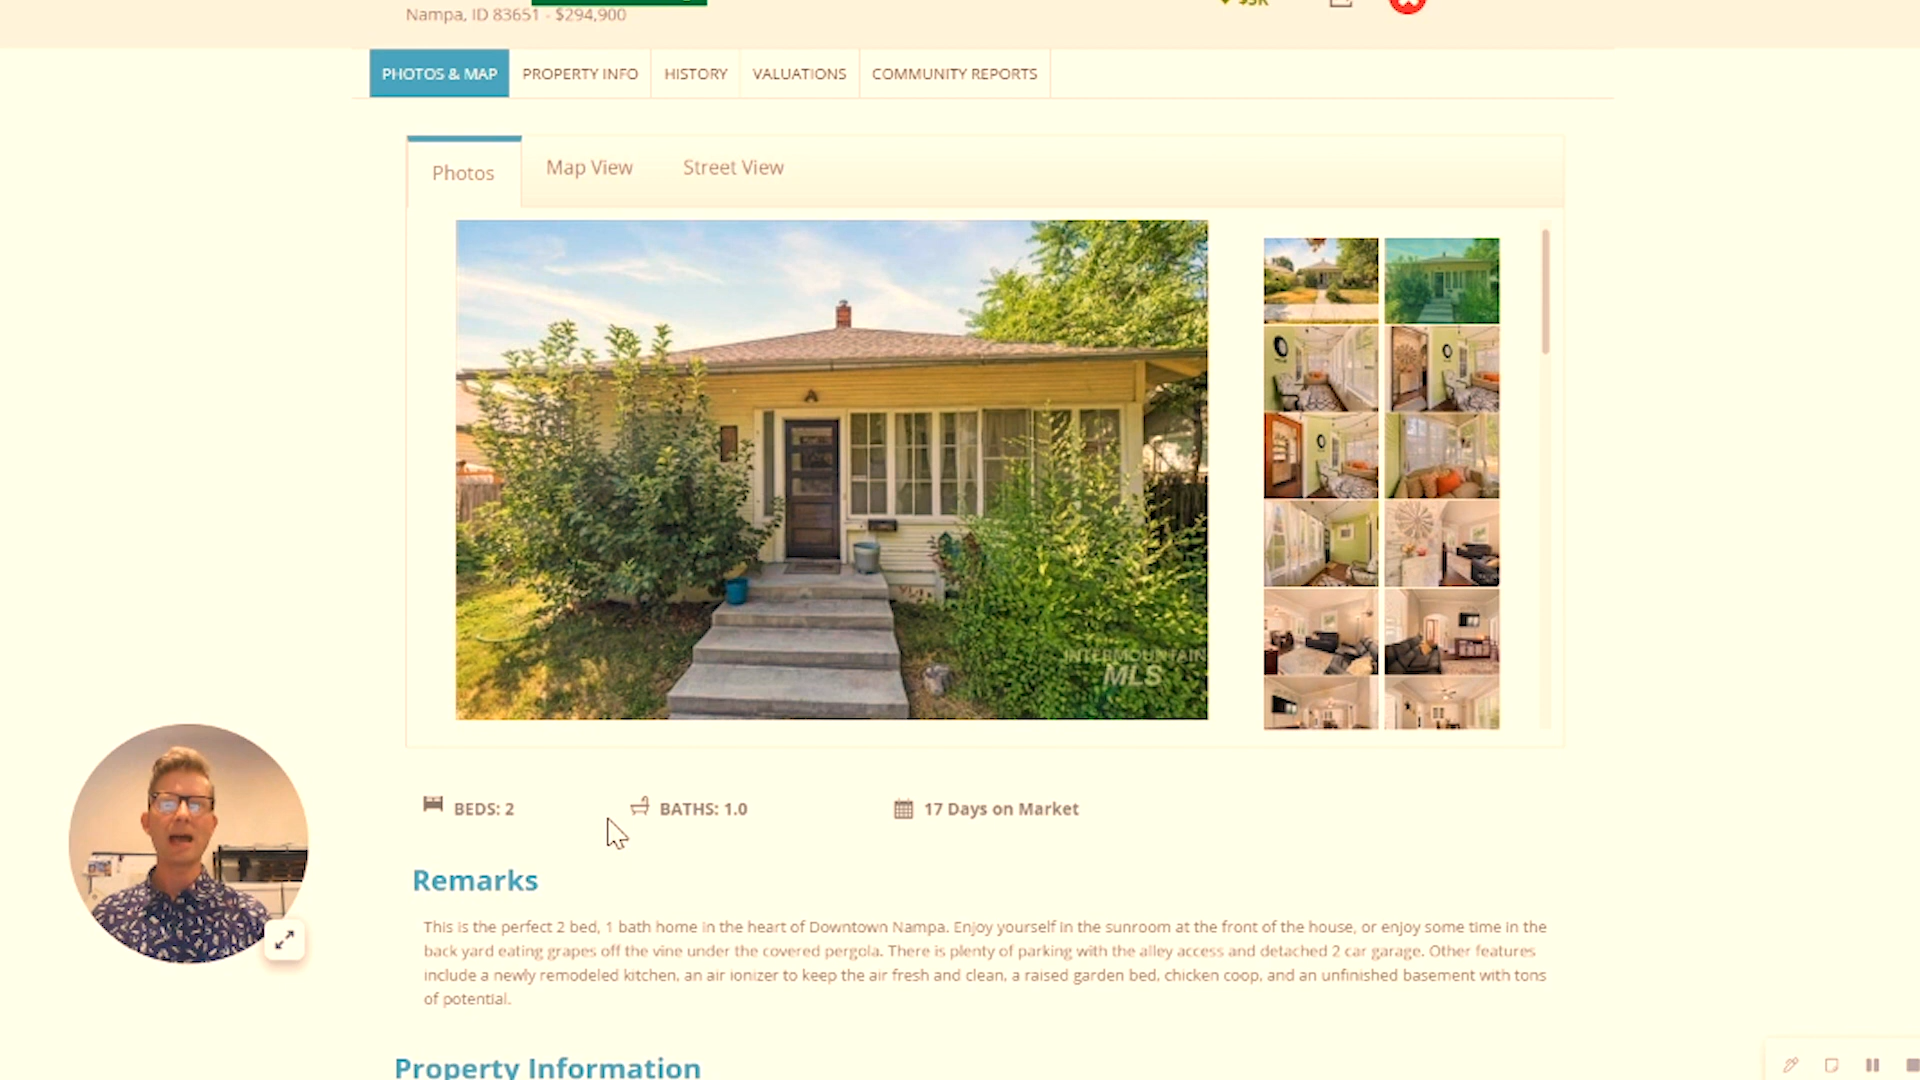 Nampa, ID 83651 - $294,900
PHOTOS & MAP PROPERTY INFO HISTORY VALUATIONS COMMUNITY REPORTS
Photos Map View Street View
INTERMOUNTAIN
MLS
BEDS: 2 BATHS: 1.0 17 Days on Market
Remarks
This is the perfect 2 bed, 1 bath home in the heart of Downtown Nampa. Enjoy yourself in the sunroom at the front of the house, or enjoy some time in the
back yard eating grapes off the vine under the covered pergola. There is plenty of parking with the alley access and detached 2 car garage. Other features
include a newly remodeled kitchen, an air ionizer to keep the air fresh and clean, a raised garden bed, chicken coop, and an unfinished basement with tons
of potential.
Property Information